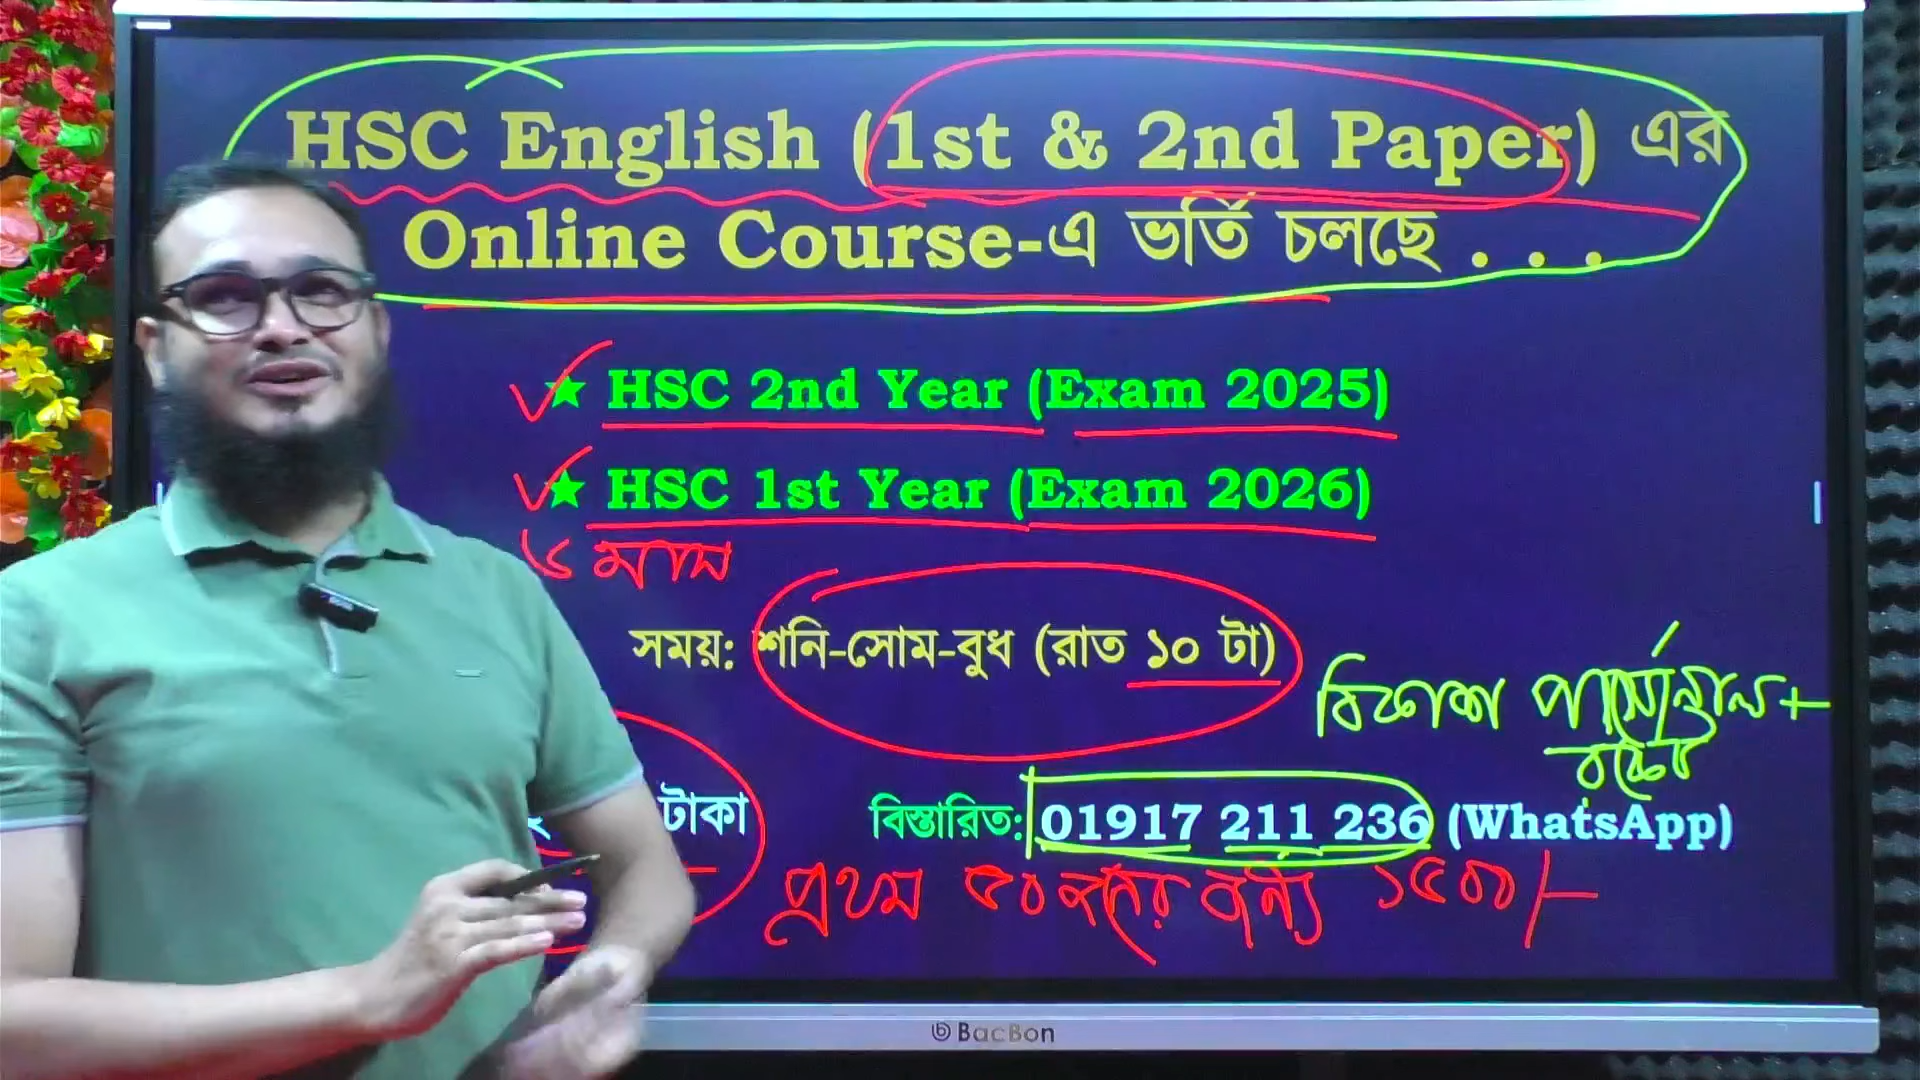 HSC English (1st & 2nd Paper) এর
Online Course-এ ভর্তি চলছে . . .
★ HSC 2nd Year (Exam 2025)
★ HSC 1st Year (Exam 2026)
৬ মাস
সময়: শনি-সোম-বুধ (রাত ১০ টা)
বিকাশ পার্সোনাল +
রকেট
টাকা
বিস্তারিত: 01917 211 236 (WhatsApp)
প্রথম ৫০ জনের জন্য ১৫০০/-
BacBon